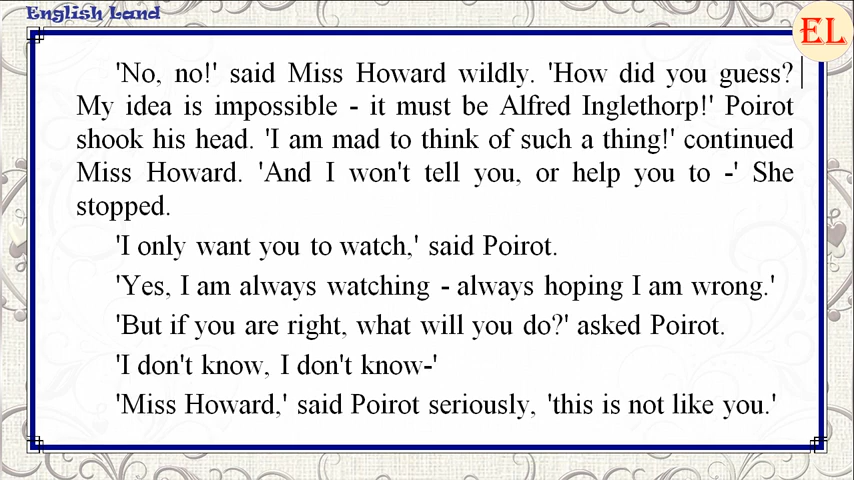 English Land
EL
'No, no!' said Miss Howard wildly. 'How did you guess?
My idea is impossible - it must be Alfred Inglethorp!' Poirot
shook his head. 'I am mad to think of such a thing!' continued
Miss Howard. 'And I won't tell you, or help you to -' She
stopped.
'I only want you to watch,' said Poirot.
'Yes, I am always watching - always hoping I am wrong.'
'But if you are right, what will you do?' asked Poirot.
'I don't know, I don't know-'
'Miss Howard,' said Poirot seriously, 'this is not like you.'